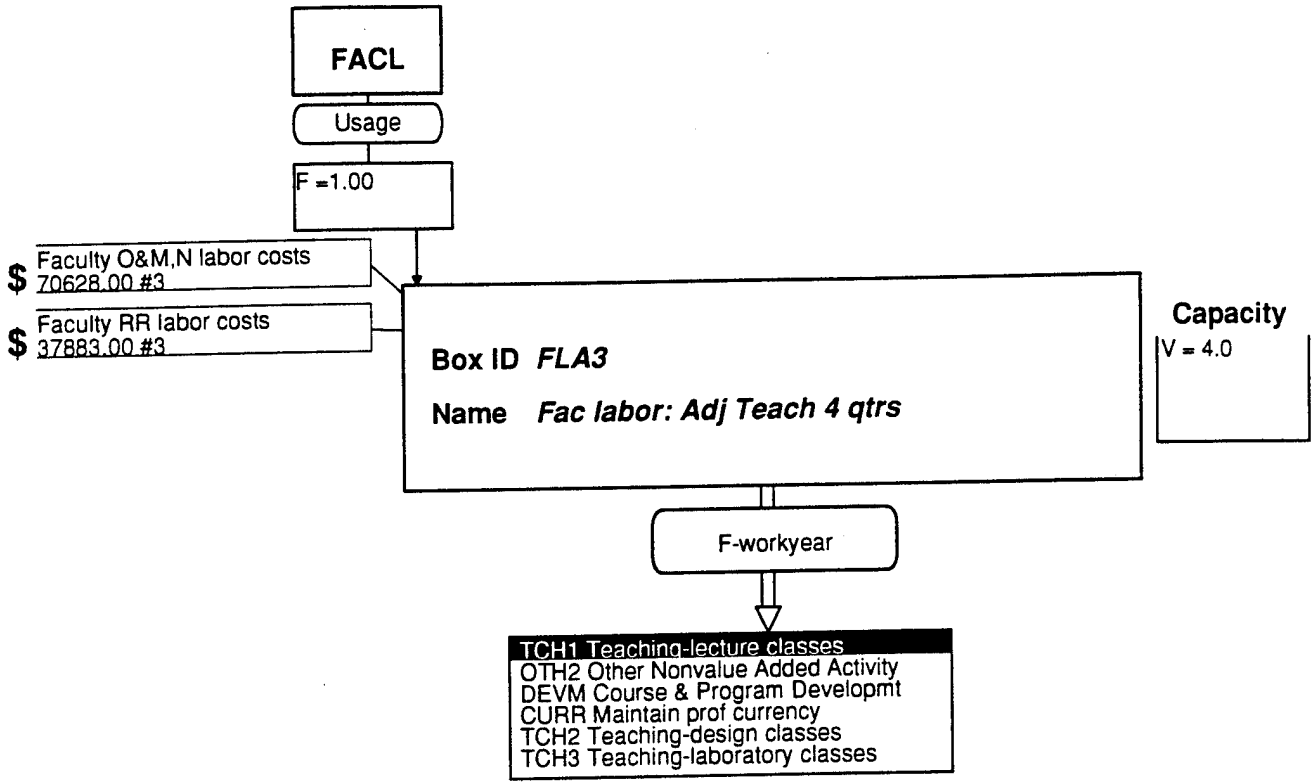 FACL
Usage
F =1.00
$ Faculty O&M,N labor costs
70628.00 #3
$ Faculty RR labor costs
37883.00 #3
Box ID FLA3
Name Fac labor: Adj Teach 4 qtrs
Capacity
V = 4.0
F-workyear
TCH1 Teaching-lecture classes
OTH2 Other Nonvalue Added Activity
DEVM Course & Program Developmt
CURR Maintain prof currency
TCH2 Teaching-design classes
TCH3 Teaching-laboratory classes